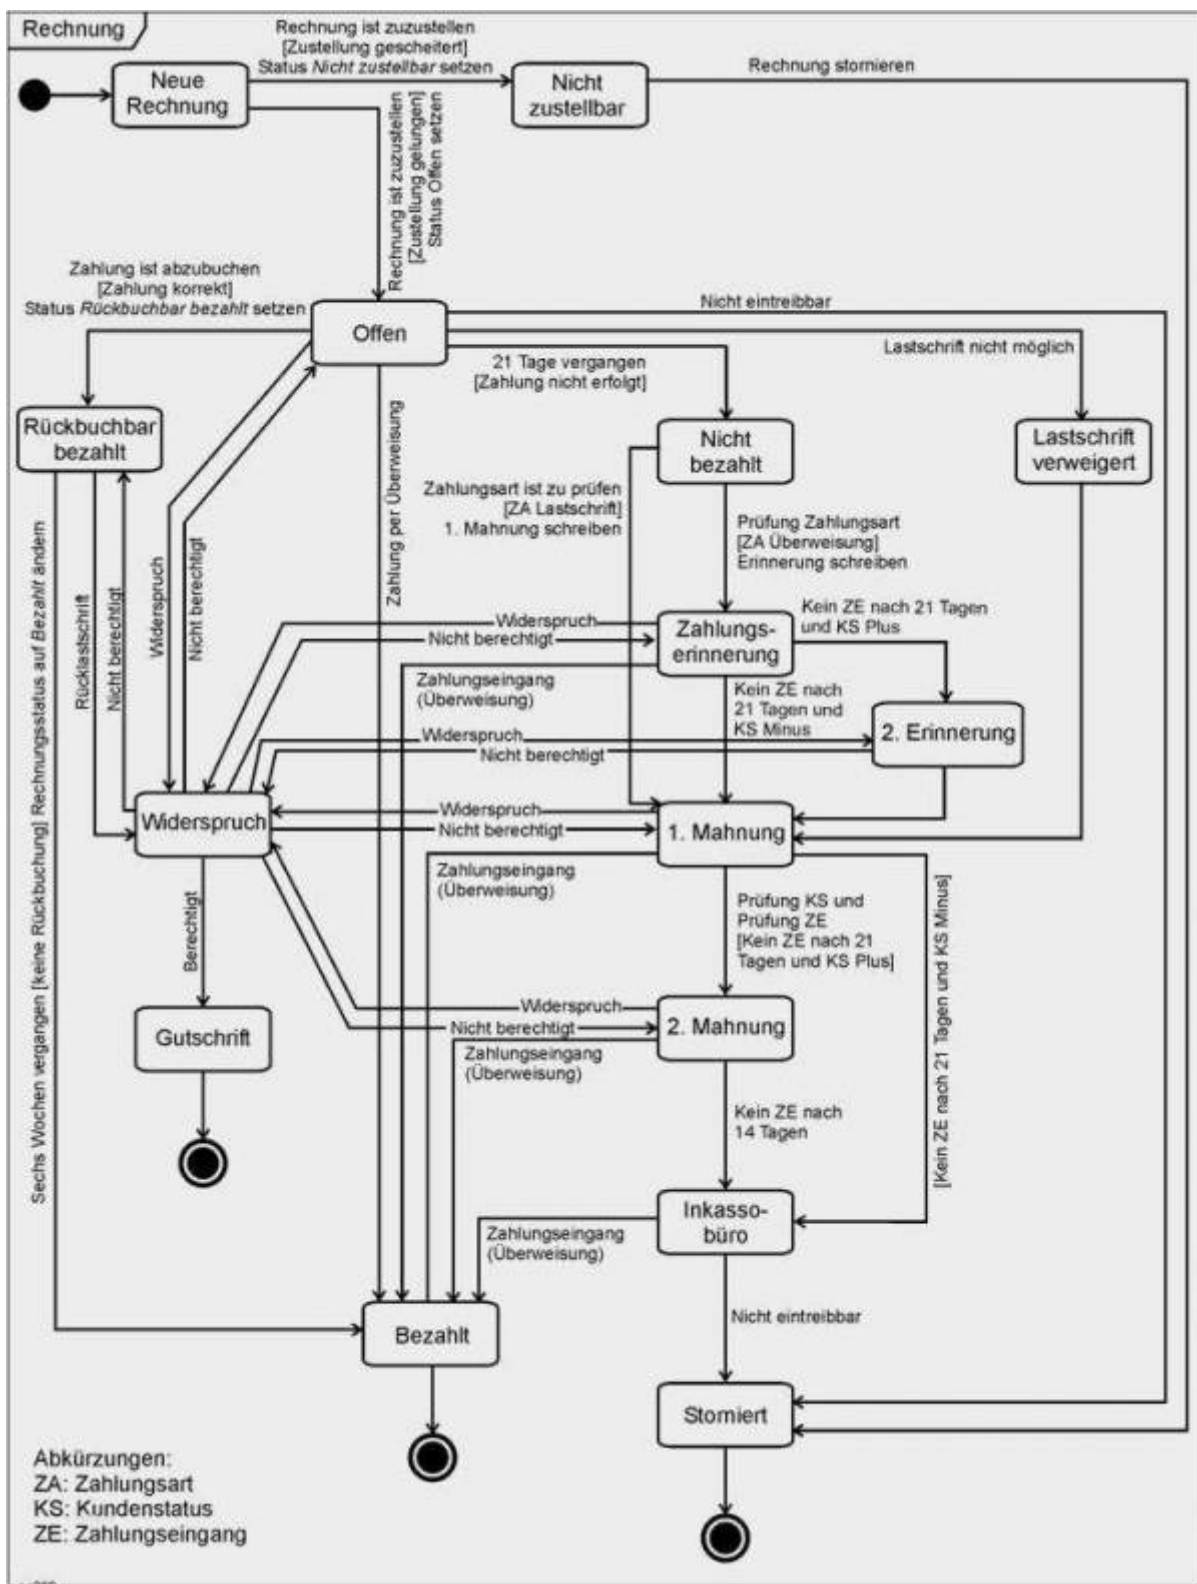 Rechnung
Rechnung ist zuzustellen
[Zustellung gescheitert]
Status Nicht zustellbar setzen
Neue
Rechnung
Nicht
zustellbar
Rechnung stornieren
Rechnung ist zuzustellen
[Zustellung gelungen]
Status Offen setzen
Zahlung ist abzubuchen
[Zahlung korrekt]
Status Rückbuchbar bezahlt setzen
Offen
Nicht eintreibbar
Lastschrift nicht möglich
21 Tage vergangen
[Zahlung nicht erfolgt]
Rückbuchbar
bezahlt
Nicht
bezahlt
Lastschrift
verweigert
Zahlungsart ist zu prüfen
[ZA Lastschrift]
1. Mahnung schreiben
Prüfung Zahlungsart
[ZA Überweisung]
Erinnerung schreiben
Sechs Wochen vergangen [keine Rückbuchung] Rechnungsstatus auf Bezahlt ändern
Rücklastschrift
Nicht berechtigt
Widerspruch
Nicht berechtigt
Zahlung per Überweisung
Widerspruch
Nicht berechtigt
Zahlungs-
erinnerung
Kein ZE nach 21 Tagen
und KS Plus
Zahlungseingang
(Überweisung)
Kein ZE nach
21 Tagen und
KS Minus
2. Erinnerung
Widerspruch
Nicht berechtigt
Widerspruch
Widerspruch
Nicht berechtigt
1. Mahnung
Zahlungseingang
(Überweisung)
Prüfung KS und
Prüfung ZE
[Kein ZE nach 21
Tagen und KS Plus]
[Kein ZE nach 21 Tagen und KS Minus]
Berechtigt
Gutschrift
Widerspruch
Nicht berechtigt
2. Mahnung
Zahlungseingang
(Überweisung)
Kein ZE nach
14 Tagen
Inkasso-
büro
Zahlungseingang
(Überweisung)
Bezahlt
Nicht eintreibbar
Storniert
Abkürzungen:
ZA: Zahlungsart
KS: Kundenstatus
ZE: Zahlungseingang